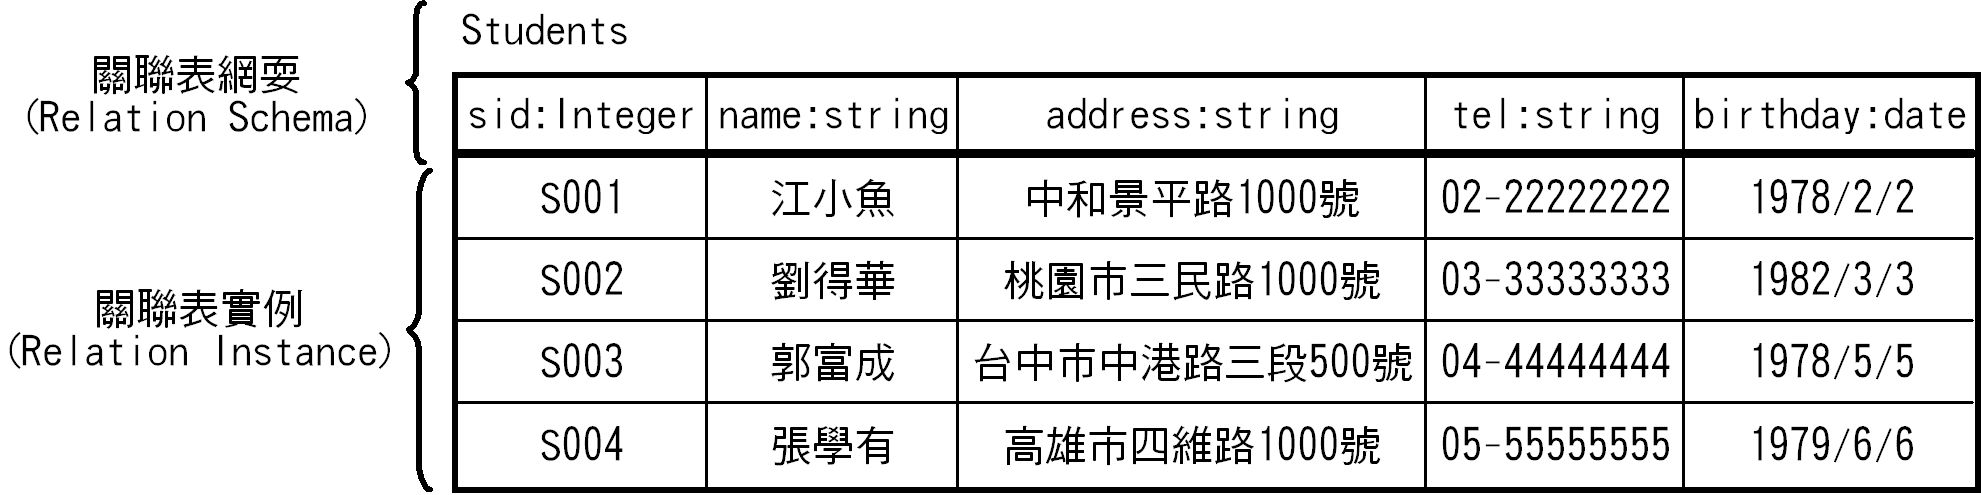 Students
關聯表網耍
(Relation Schema)
sid:Integer name:string address:string tel:string birthday:date
S001 江小魚 中和景平路1000號 02-22222222 1978/2/2
S002 劉得華 桃園市三民路1000號 03-33333333 1982/3/3
關聯表實例
(Relation Instance)
S003 郭富成 台中市中港路三段500號 04-44444444 1978/5/5
S004 張學有 高雄市四維路1000號 05-55555555 1979/6/6